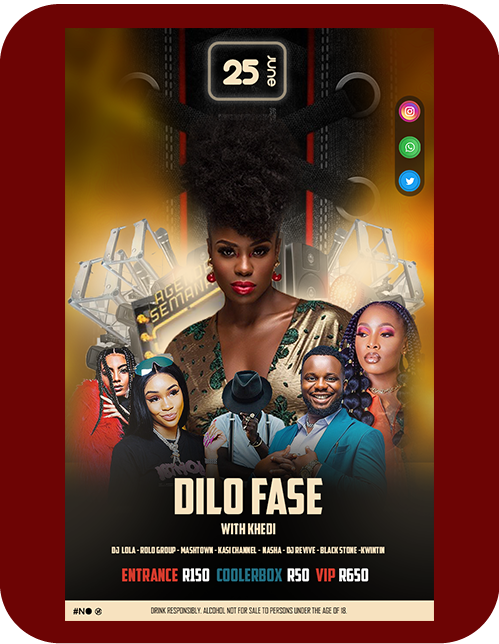 25 June
AGE
SEMAN
DILO FASE
WITH KHEDI
DJ LOLA - ROLO GROUP - MASHTOWN - KASI CHANNEL - NASHA - DJ REVIVE - BLACK STONE -KWINTIN
ENTRANCE R150 COOLERBOX R50 VIP R650
#NO DRINK RESPONSIBLY. ALCOHOL NOT FOR SALE TO PERSONS UNDER THE AGE OF 18.